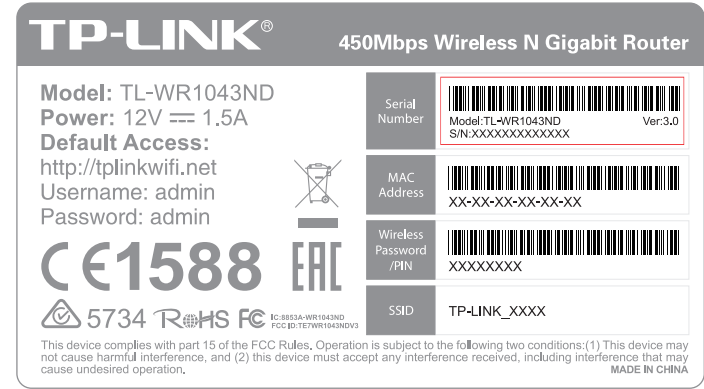 TP-LINK®
450Mbps Wireless N Gigabit Router
Model: TL-WR1043ND
Power: 12V ⎓ 1.5A
Default Access:
http://tplinkwifi.net
Username: admin
Password: admin
CE1588 EAC
5734 RoHS FC IC:8853A-WR1043ND
FCC ID:TE7WR1043NDV3
Serial
Number
Model:TL-WR1043ND Ver:3.0
S/N:XXXXXXXXXXXXX
MAC
Address
XX-XX-XX-XX-XX-XX
Wireless
Password
/PIN
XXXXXXXX
SSID
TP-LINK_XXXX
This device complies with part 15 of the FCC Rules. Operation is subject to the following two conditions:(1) This device may
not cause harmful interference, and (2) this device must accept any interference received, including interference that may
cause undesired operation.
MADE IN CHINA